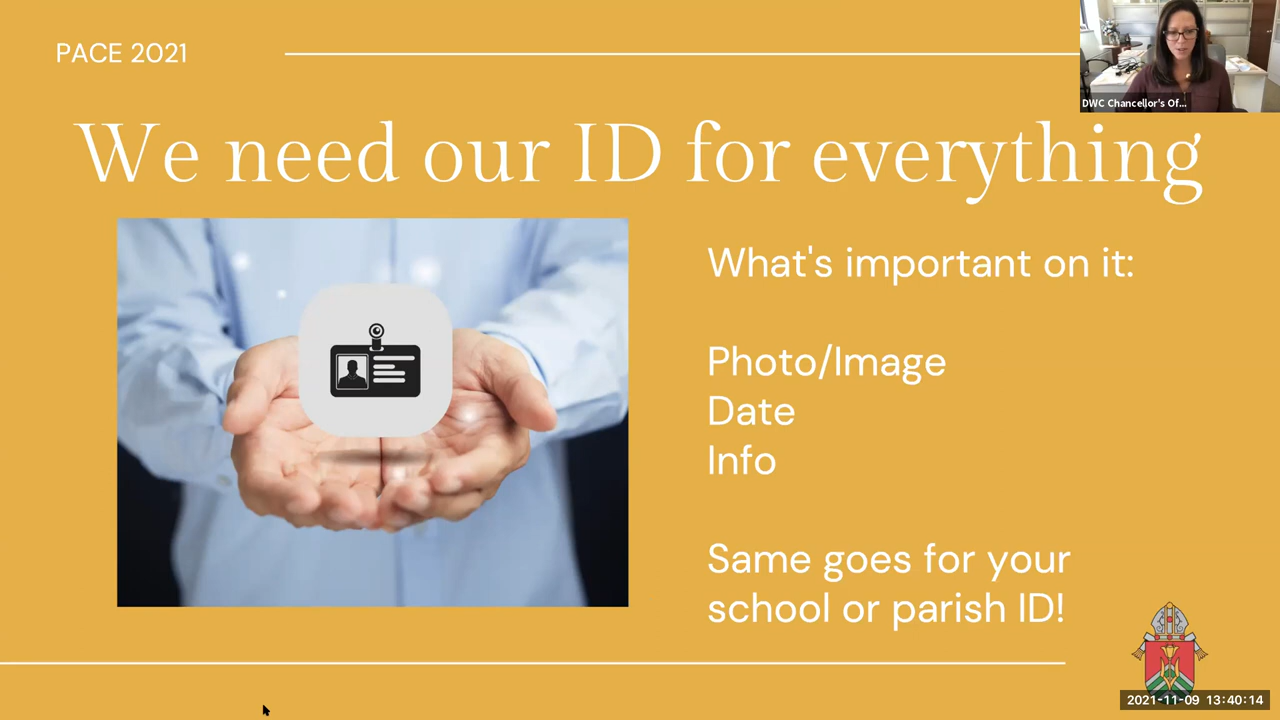 PACE 2021
DWC Chancellor's Of...
We need our ID for everything
What's important on it:
Photo/Image
Date
Info
Same goes for your
school or parish ID!
2021-11-09 13:40:14